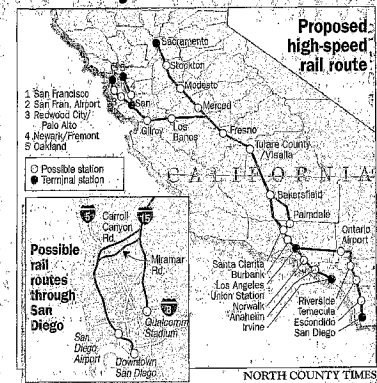 Proposed
high-speed
rail route
Sacramento
Stockton
Modesto
Merced
1 San Francisco
2 San Fran. Airport
3 Redwood City/
Palo Alto
4 Newark/Fremont
5 Oakland
San
Gilroy
Los
Banos
Fresno
Tulare County
/Visalia
Possible station
Terminal station
CALIFORNIA
Bakersfield
Palmdale
Ontario
Airport
Santa Clarita
Burbank
Los Angeles
Union Station
Norwalk
Anaheim
Irvine
Riverside
Temecula
Escondido
San Diego
Possible
rail
routes
through
San
Diego
5
Carroll
Canyon
Rd.
15
Miramar
Rd.
8
Qualcomm
Stadium
San
Diego
Airport
Downtown
San Diego
NORTH COUNTY TIMES